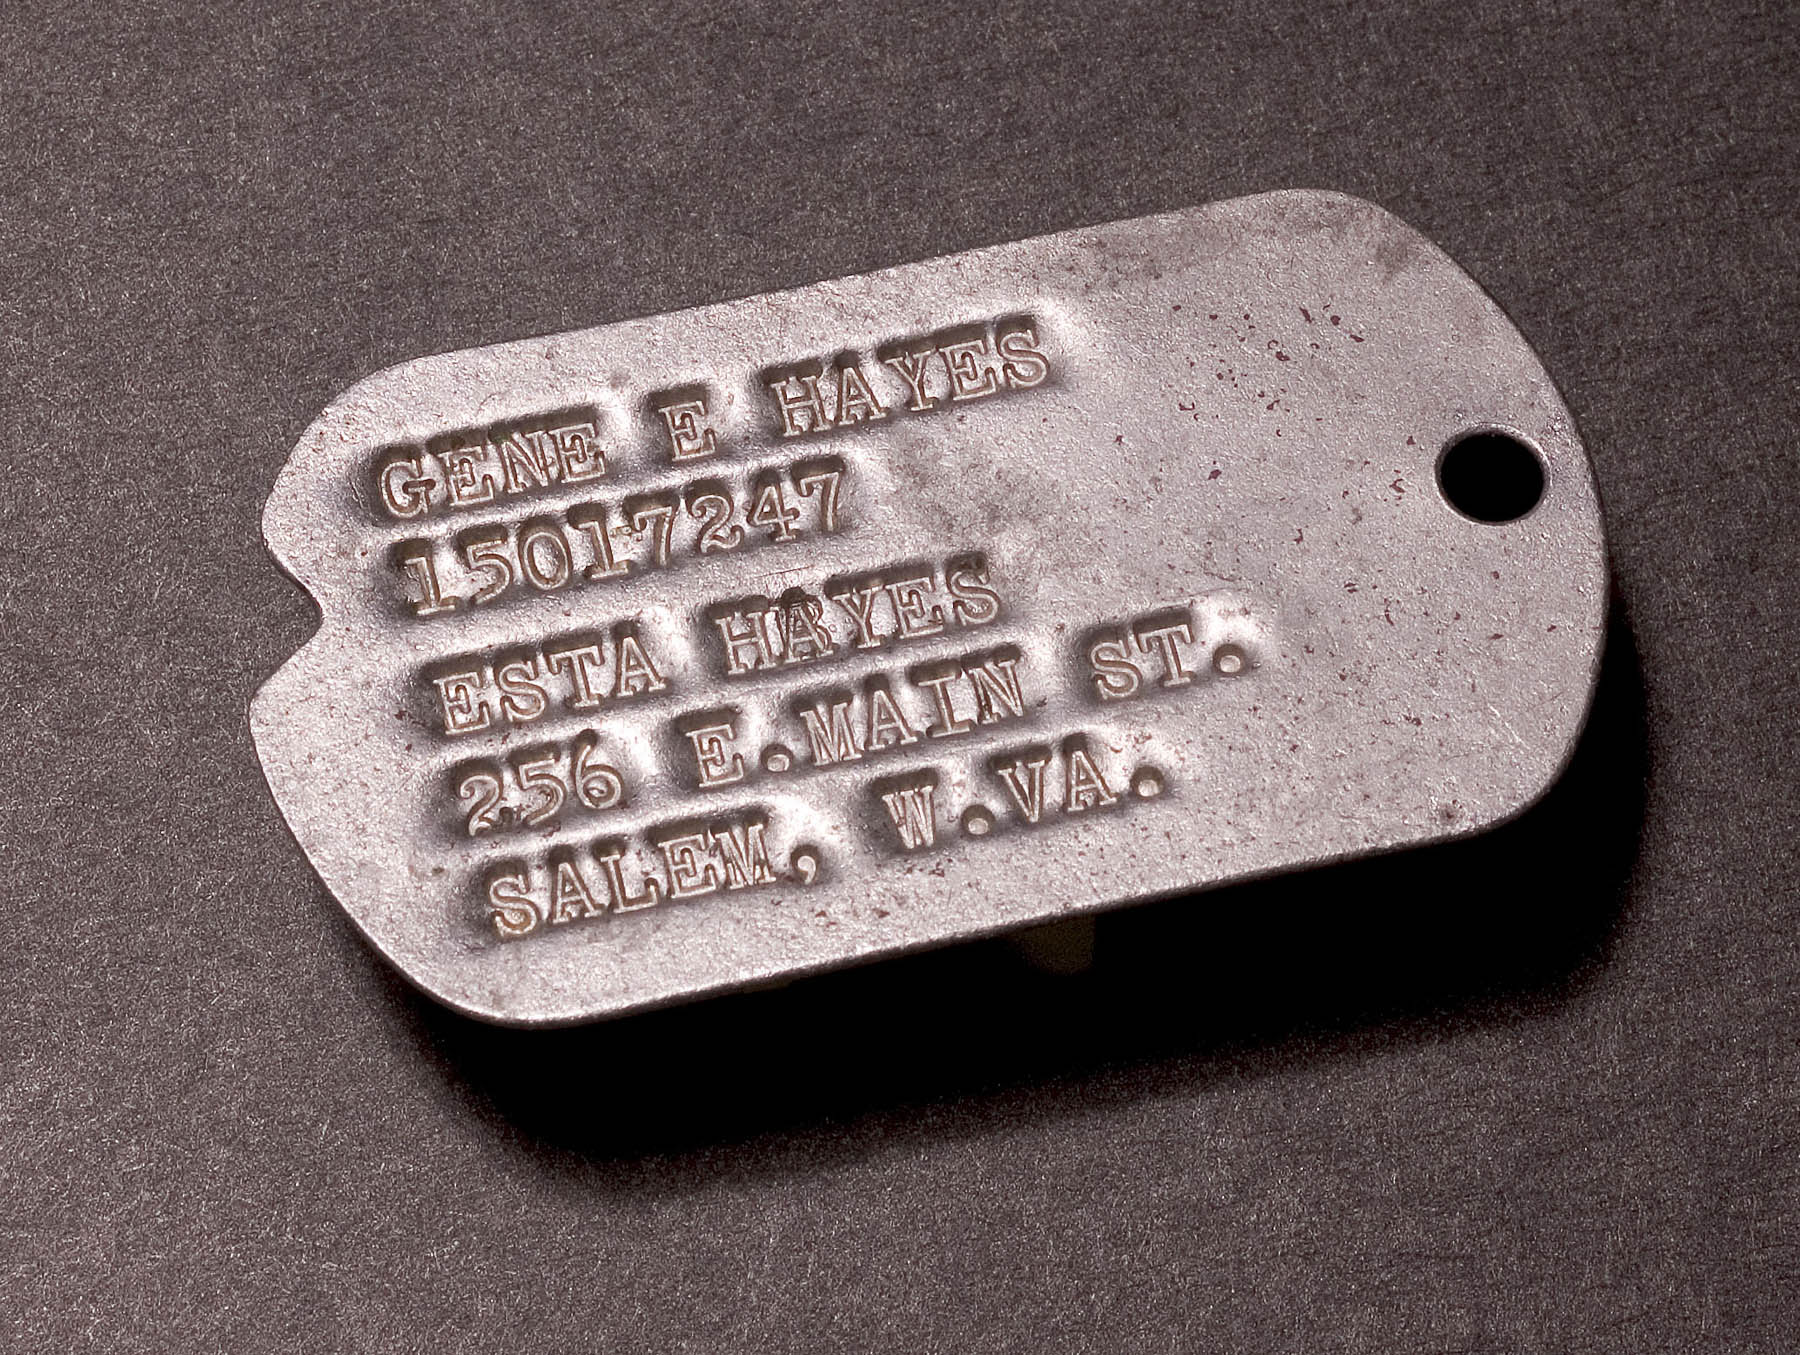 GENE E HAYES
15017247
ESTA HAYES
256 E.MAIN ST.
SALEM, W.VA.